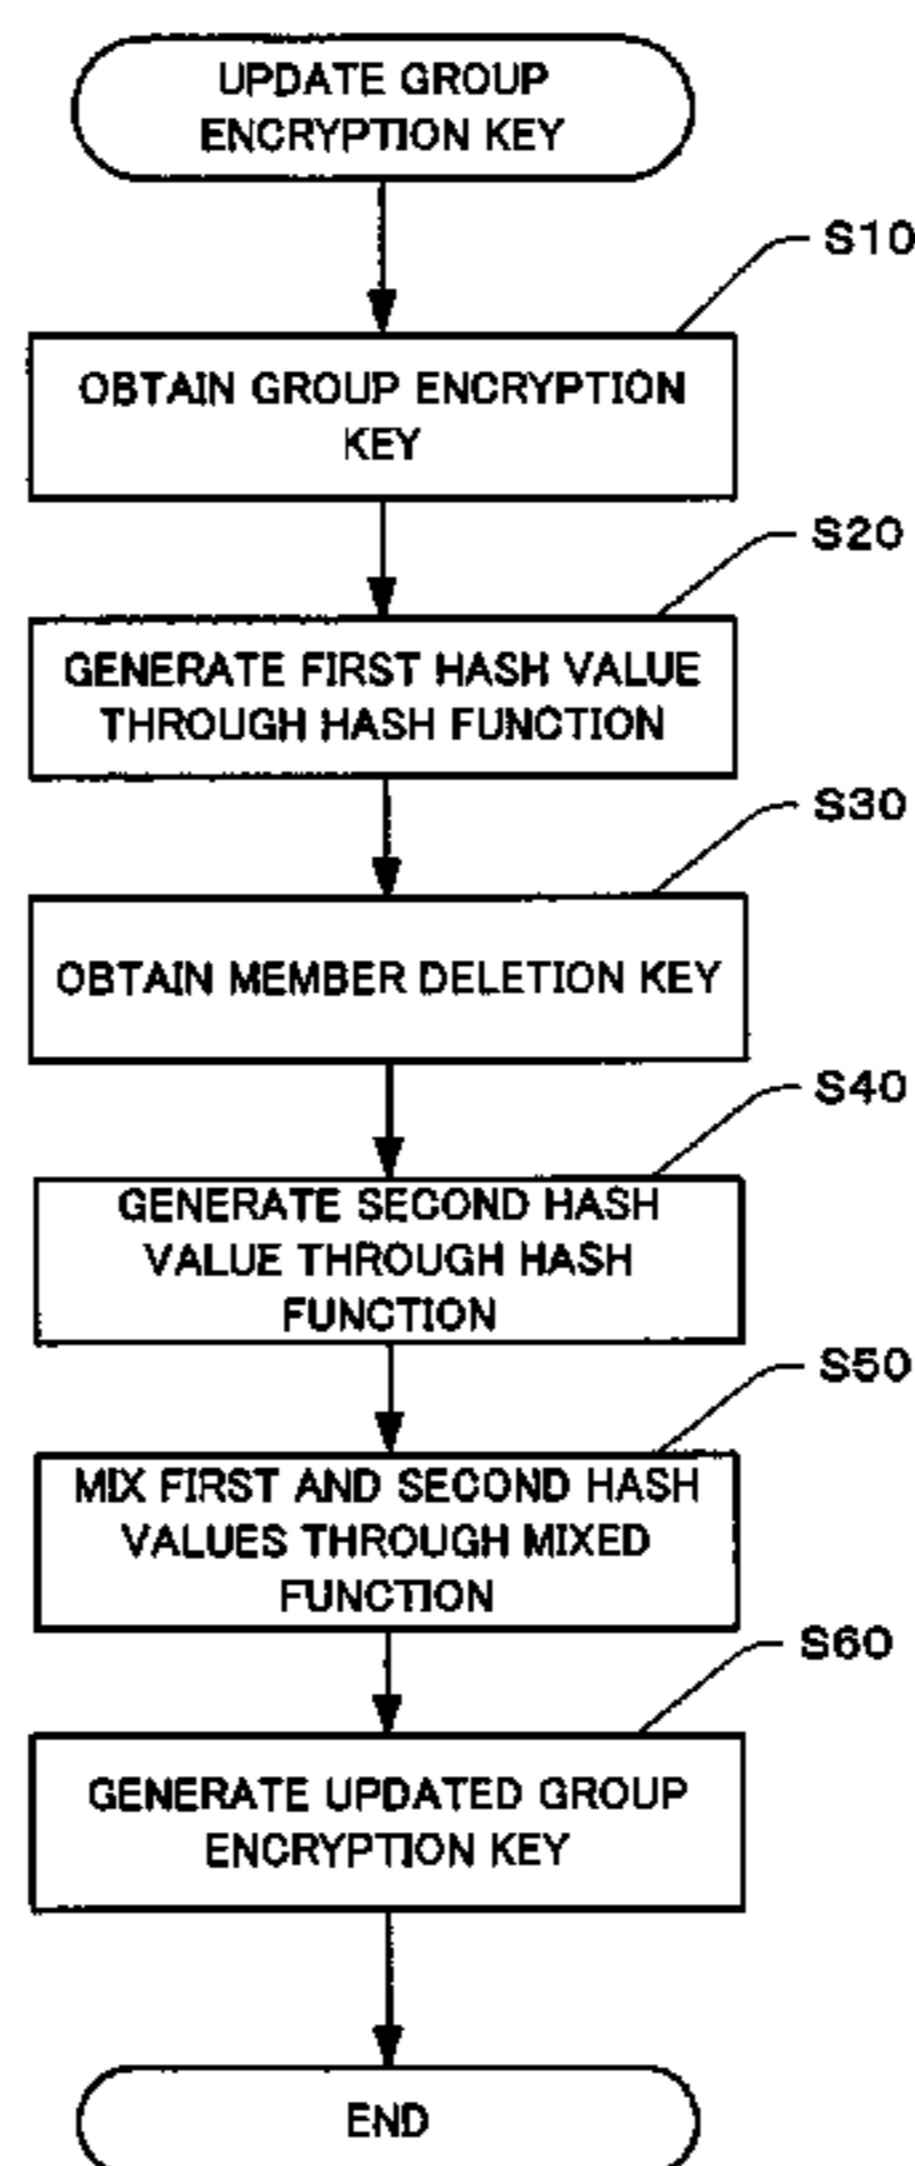 UPDATE GROUP
ENCRYPTION KEY
S10
OBTAIN GROUP ENCRYPTION
KEY
S20
GENERATE FIRST HASH VALUE
THROUGH HASH FUNCTION
S30
OBTAIN MEMBER DELETION KEY
S40
GENERATE SECOND HASH
VALUE THROUGH HASH
FUNCTION
S50
MIX FIRST AND SECOND HASH
VALUES THROUGH MIXED
FUNCTION
S60
GENERATE UPDATED GROUP
ENCRYPTION KEY
END